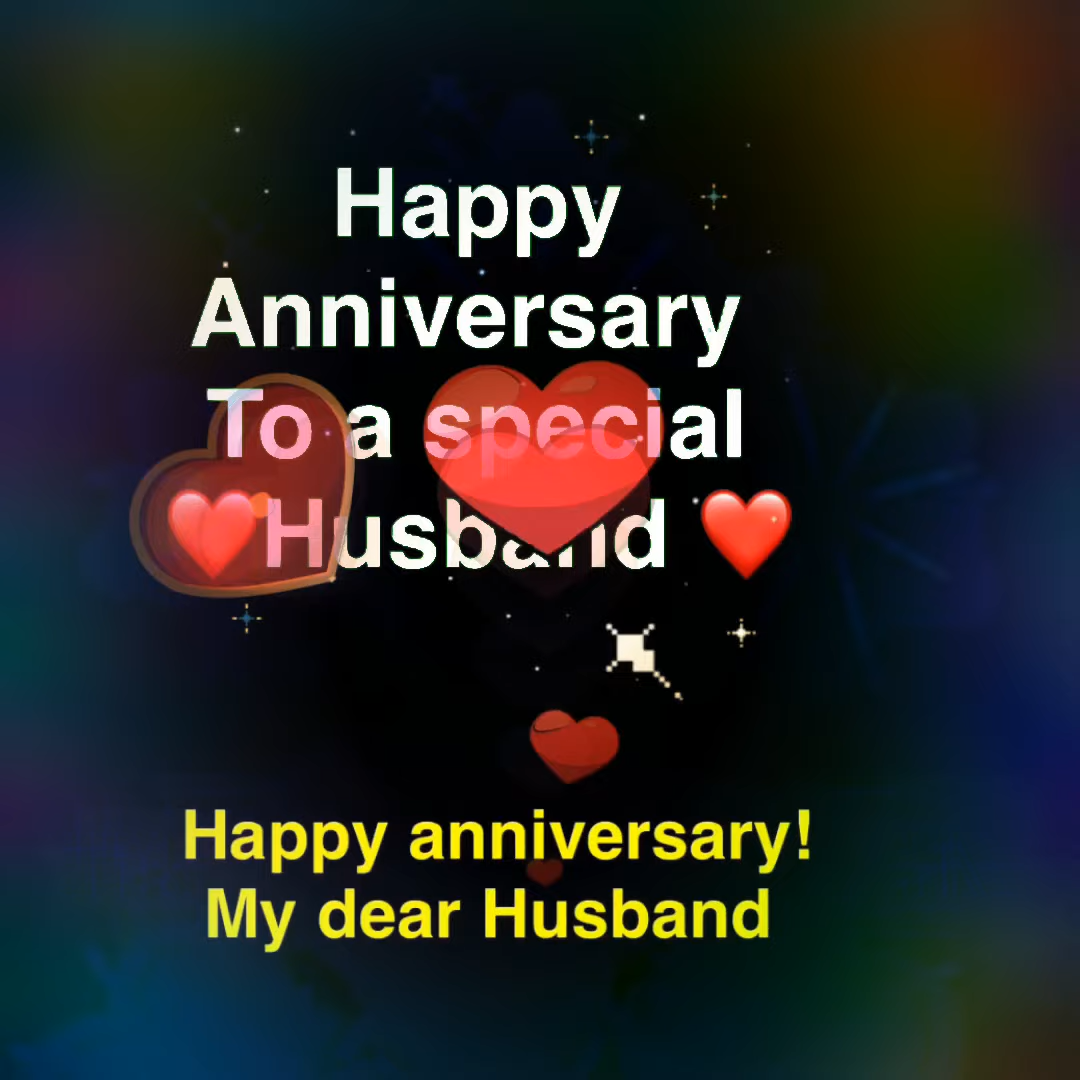 Happy
Anniversary
To a special
❤️Husband ❤️
Happy anniversary!
My dear Husband